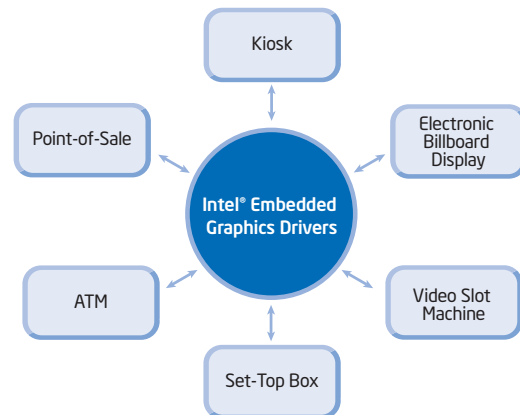 Kiosk
Point-of-Sale
Electronic
Billboard
Display
Intel® Embedded
Graphics Drivers
ATM
Video Slot
Machine
Set-Top Box